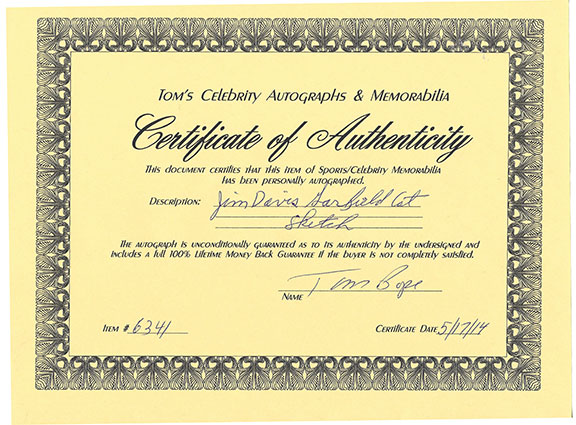 Tom's Celebrity Autographs & Memorabilia
Certificate of Authenticity
This document certifies that this item of Sports/Celebrity Memorabilia
has been personally autographed.
Description: Jim Davis Garfield Cat
Sketch
The autograph is unconditionally guaranteed as to its authenticity by the undersigned and
includes a full 100% Lifetime Money Back Guarantee if the buyer is not completely satisfied.
Name Tom Bope
Item # 6341 Certificate Date 5/17/14